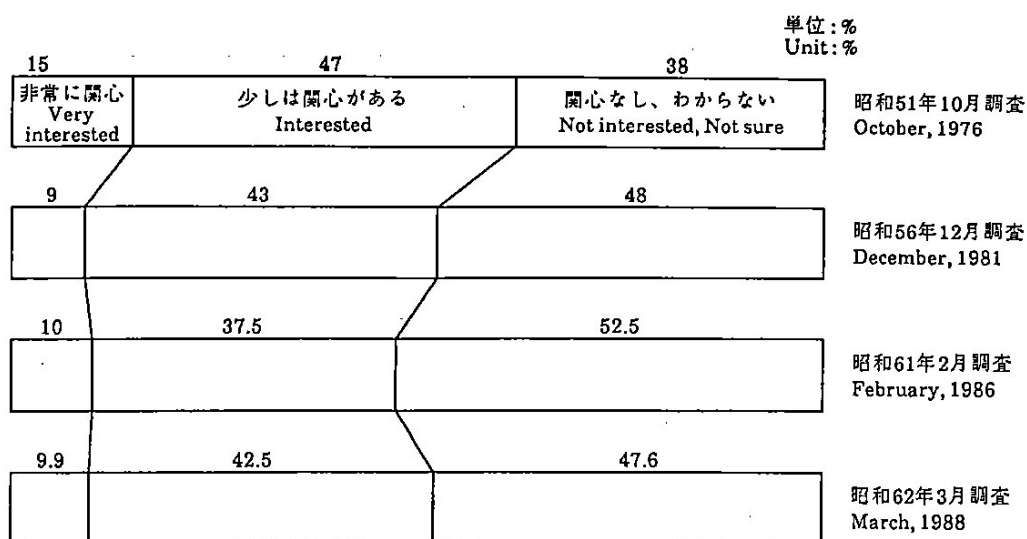 単位:%
Unit:%
15 47 38
非常に関心
Very
interested
少しは関心がある
Interested
関心なし、わからない
Not interested, Not sure
昭和51年10月調査
October, 1976
9 43 48
昭和56年12月調査
December, 1981
10 37.5 52.5
昭和61年2月調査
February, 1986
9.9 42.5 47.6
昭和62年3月調査
March, 1988